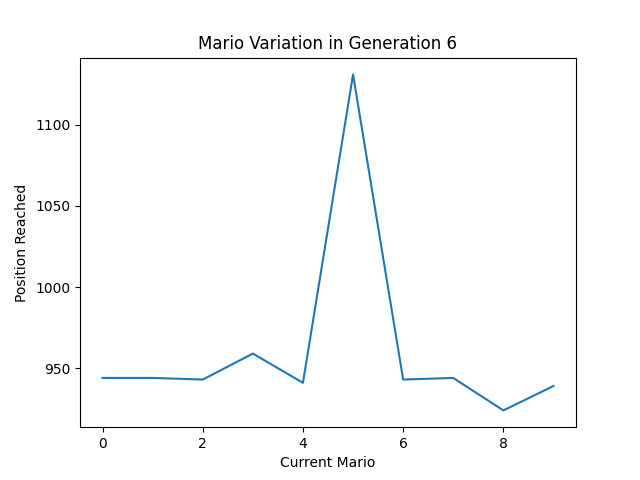 Mario Variation in Generation 6
Position Reached
1100
1050
1000
950
0 2 4 6 8
Current Mario